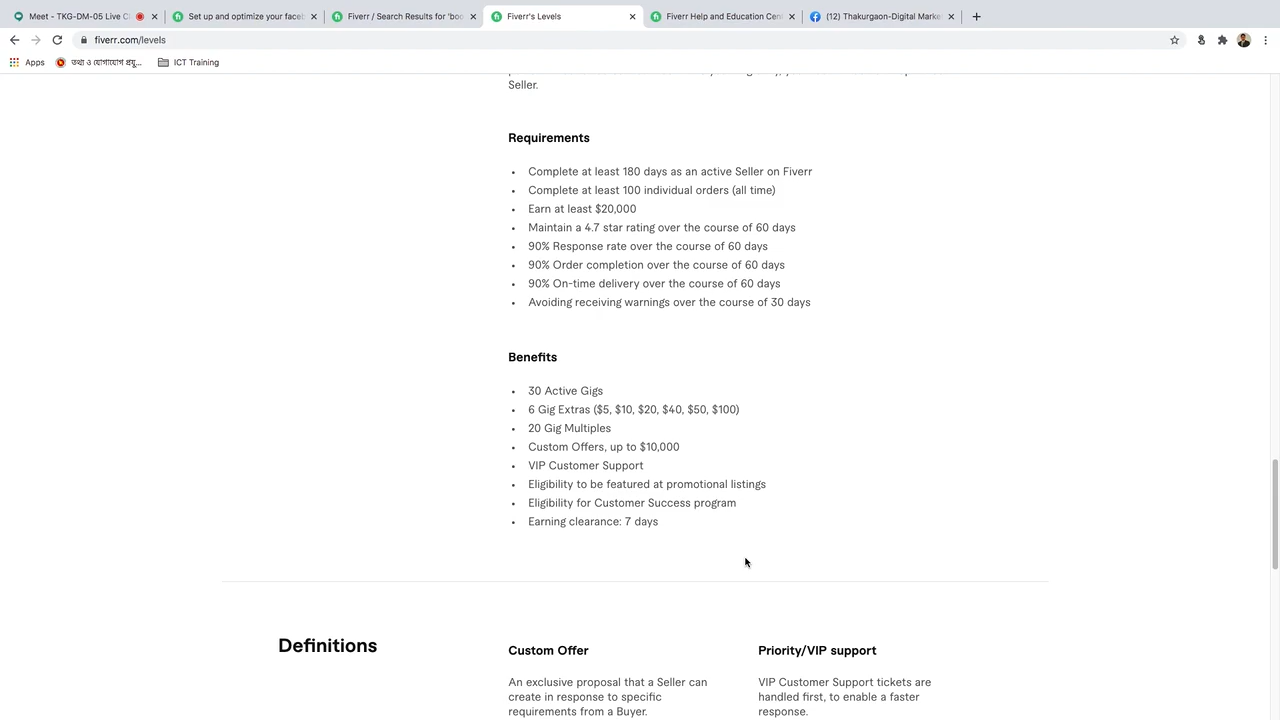 Meet - TKG-DM-05 Live Cl
Set up and optimize your face
Fiverr / Search Results for 'boo
Fiverr's Levels
Fiverr Help and Education Cen
(12) Thakurgaon-Digital Marke
fiverr.com/levels
Apps
তথ্য ও যোগাযোগ প্রযু...
ICT Training
Seller.
Requirements
• Complete at least 180 days as an active Seller on Fiverr
• Complete at least 100 individual orders (all time)
• Earn at least $20,000
• Maintain a 4.7 star rating over the course of 60 days
• 90% Response rate over the course of 60 days
• 90% Order completion over the course of 60 days
• 90% On-time delivery over the course of 60 days
• Avoiding receiving warnings over the course of 30 days
Benefits
• 30 Active Gigs
• 6 Gig Extras ($5, $10, $20, $40, $50, $100)
• 20 Gig Multiples
• Custom Offers, up to $10,000
• VIP Customer Support
• Eligibility to be featured at promotional listings
• Eligibility for Customer Success program
• Earning clearance: 7 days
Definitions
Custom Offer
An exclusive proposal that a Seller can
create in response to specific
requirements from a Buyer.
Priority/VIP support
VIP Customer Support tickets are
handled first, to enable a faster
response.